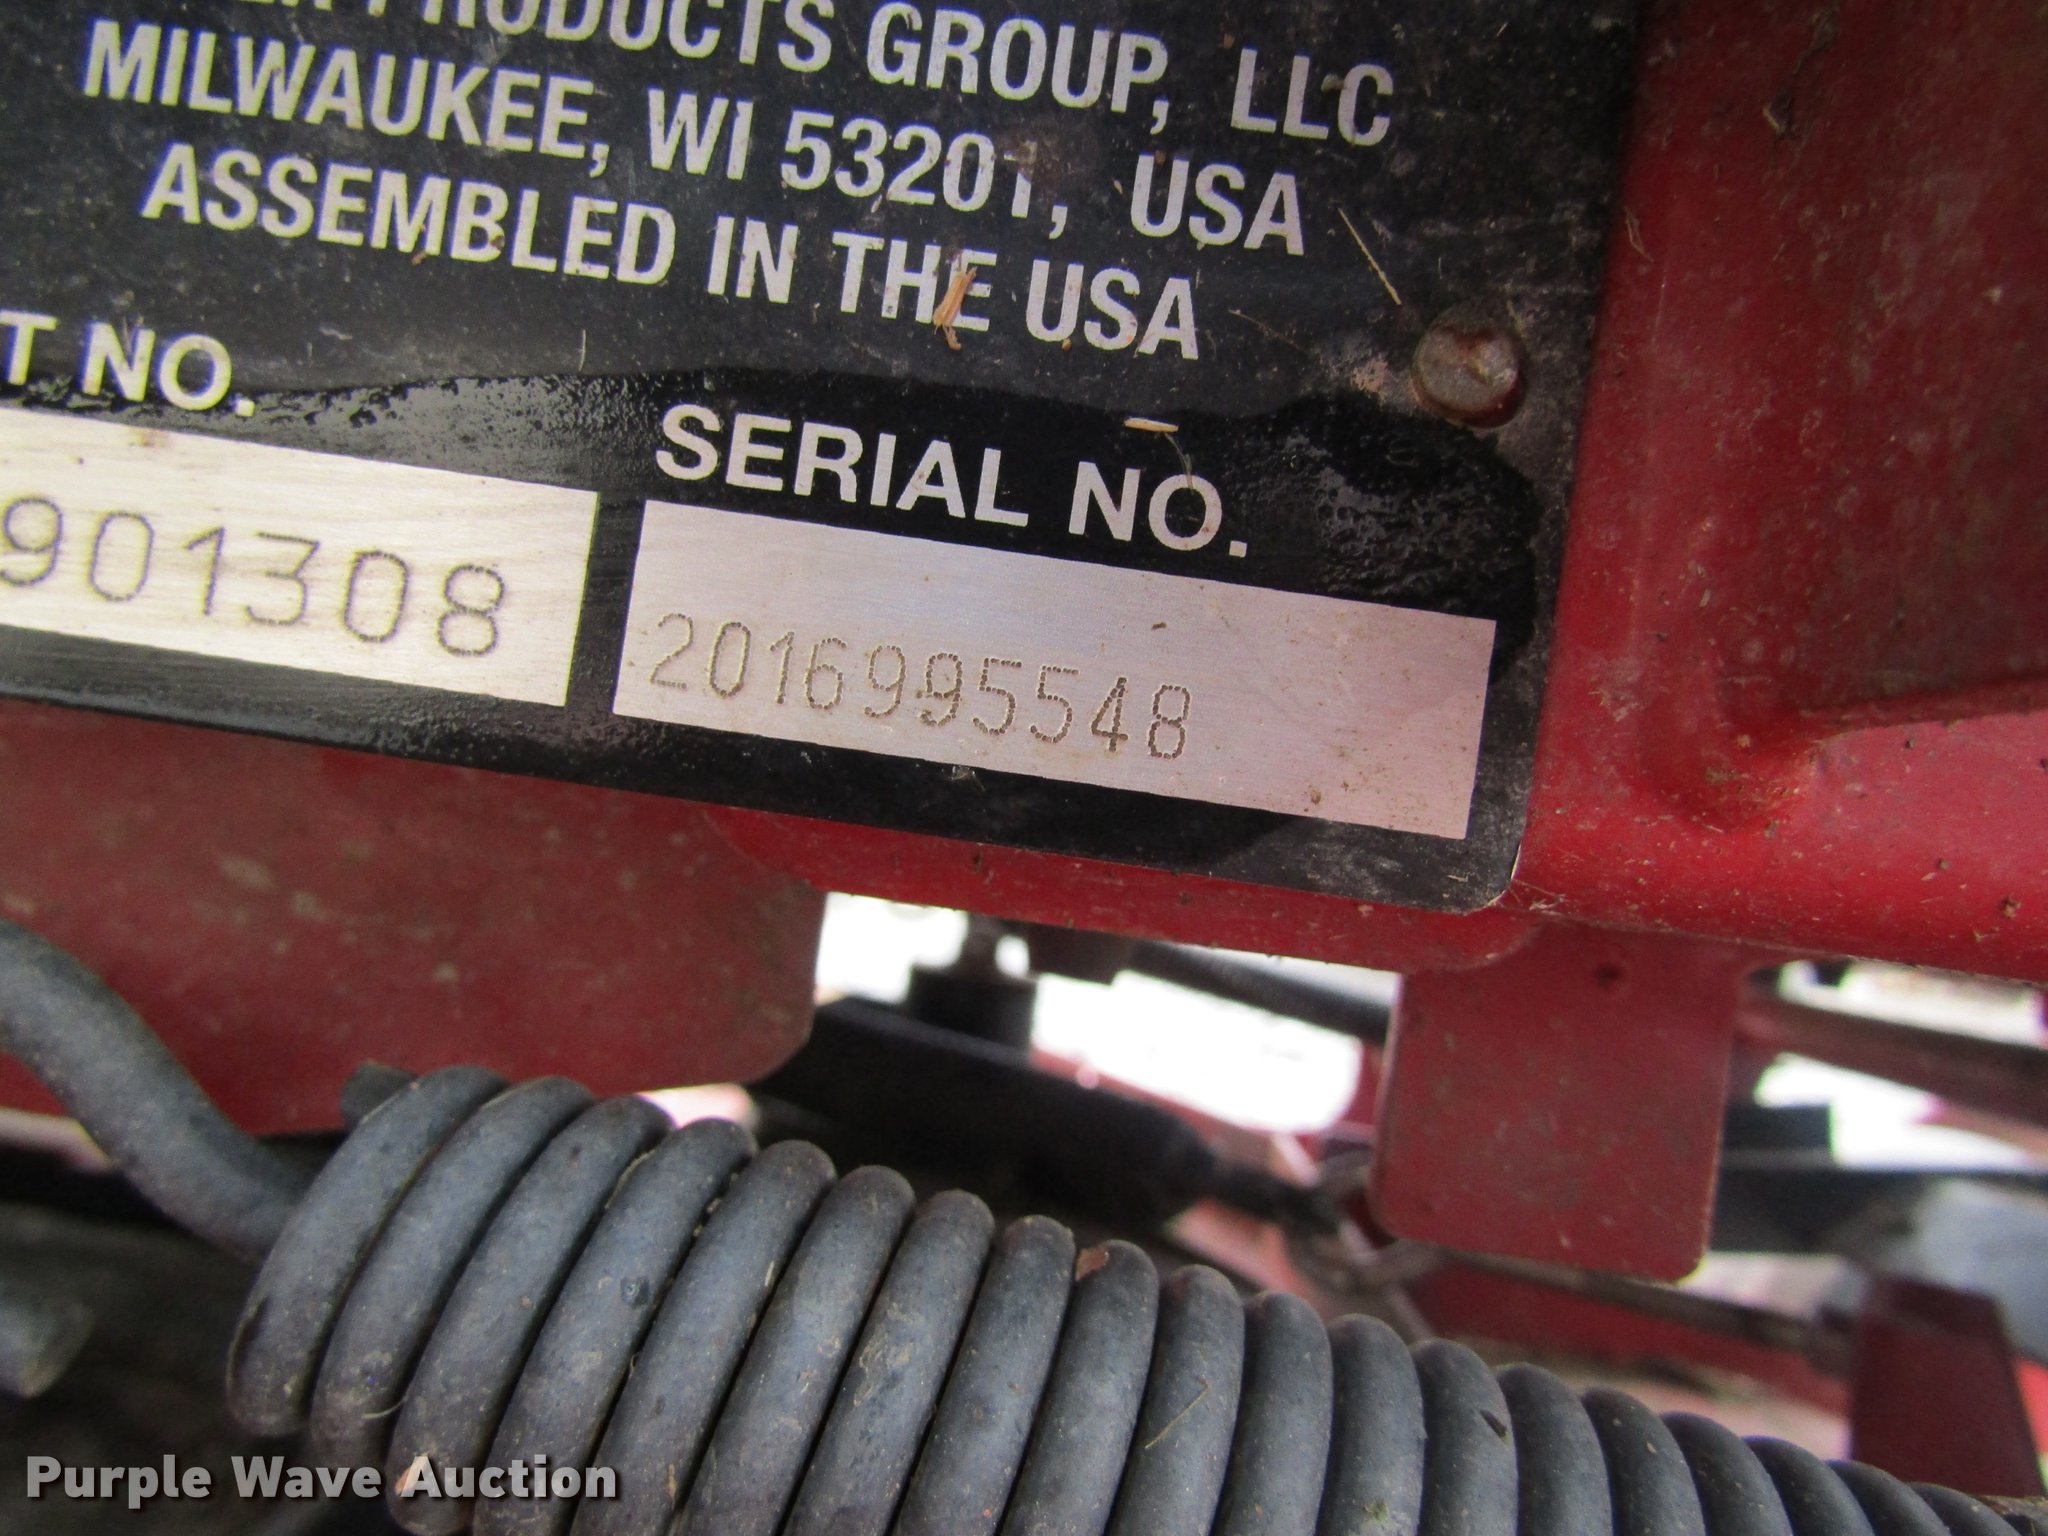 PRODUCTS GROUP, LLC
MILWAUKEE, WI 53201, USA
ASSEMBLED IN THE USA
T NO.
SERIAL NO.
901308
2016995548
Purple Wave Auction